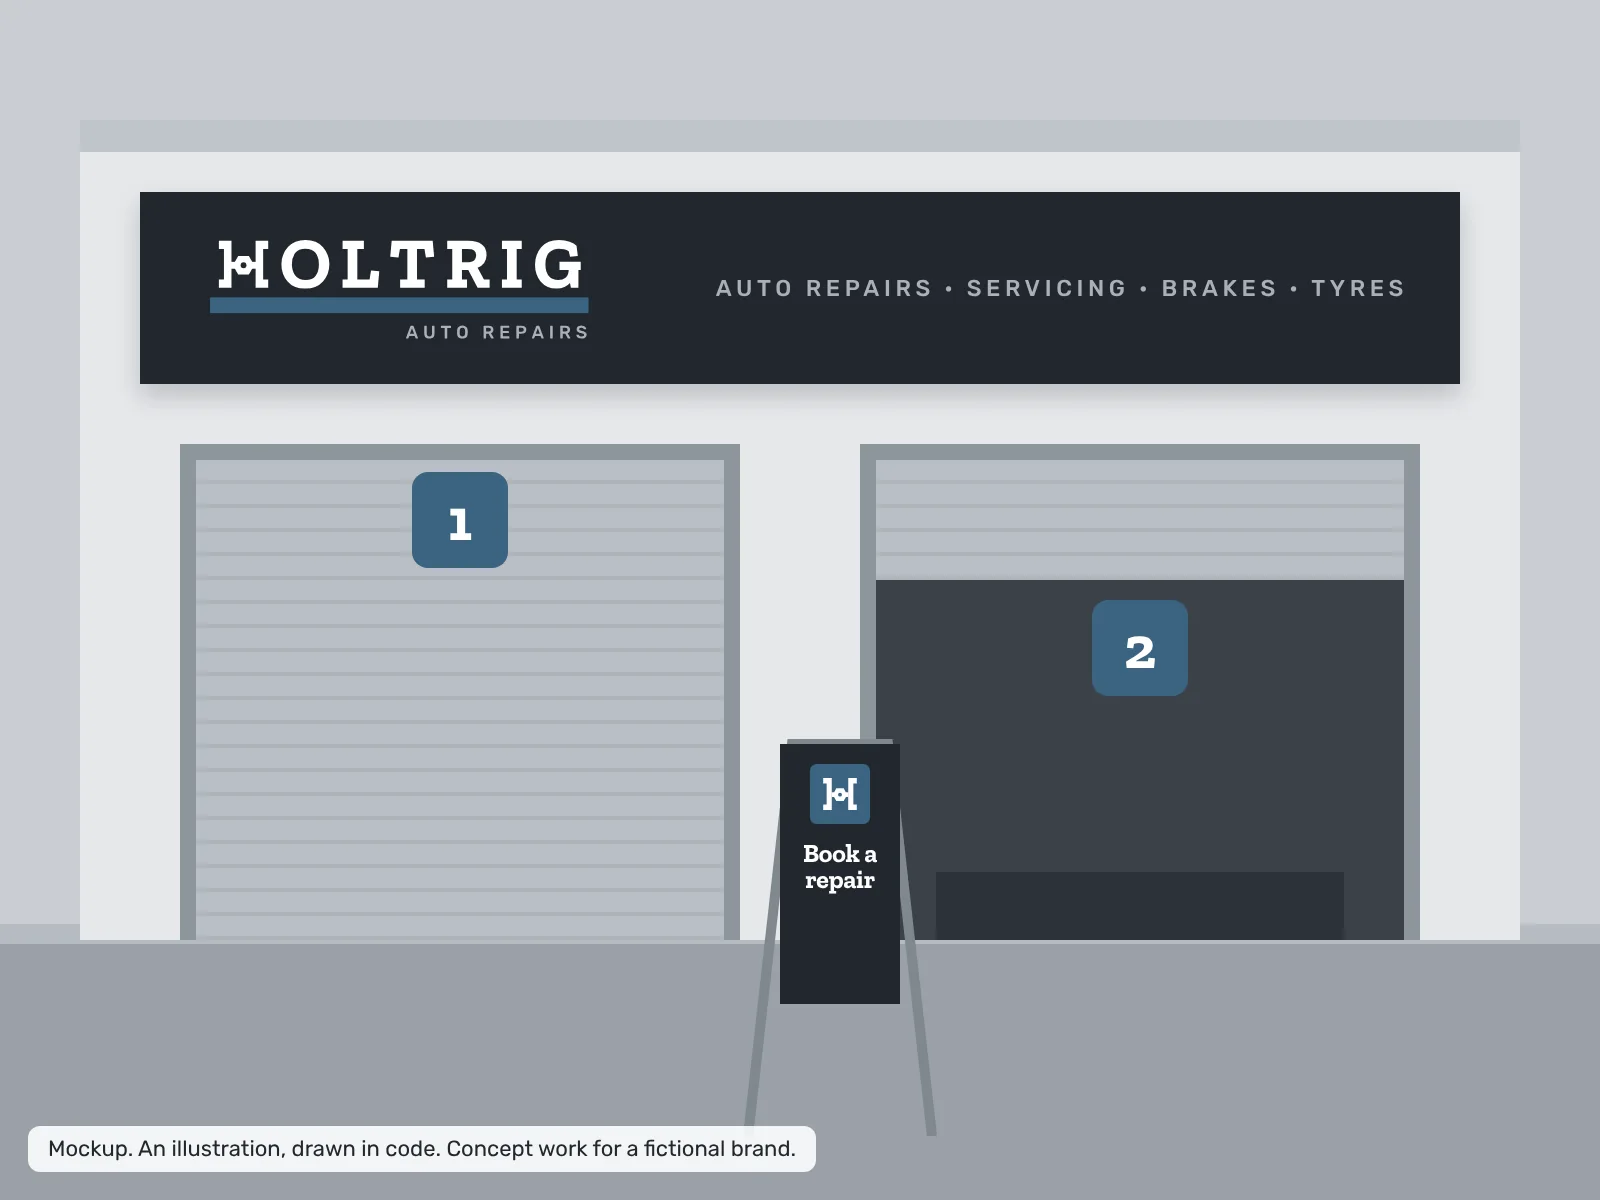 HOLTRIG
AUTO REPAIRS
AUTO REPAIRS • SERVICING • BRAKES • TYRES
1
2
H
Book a
repair
Mockup. An illustration, drawn in code. Concept work for a fictional brand.